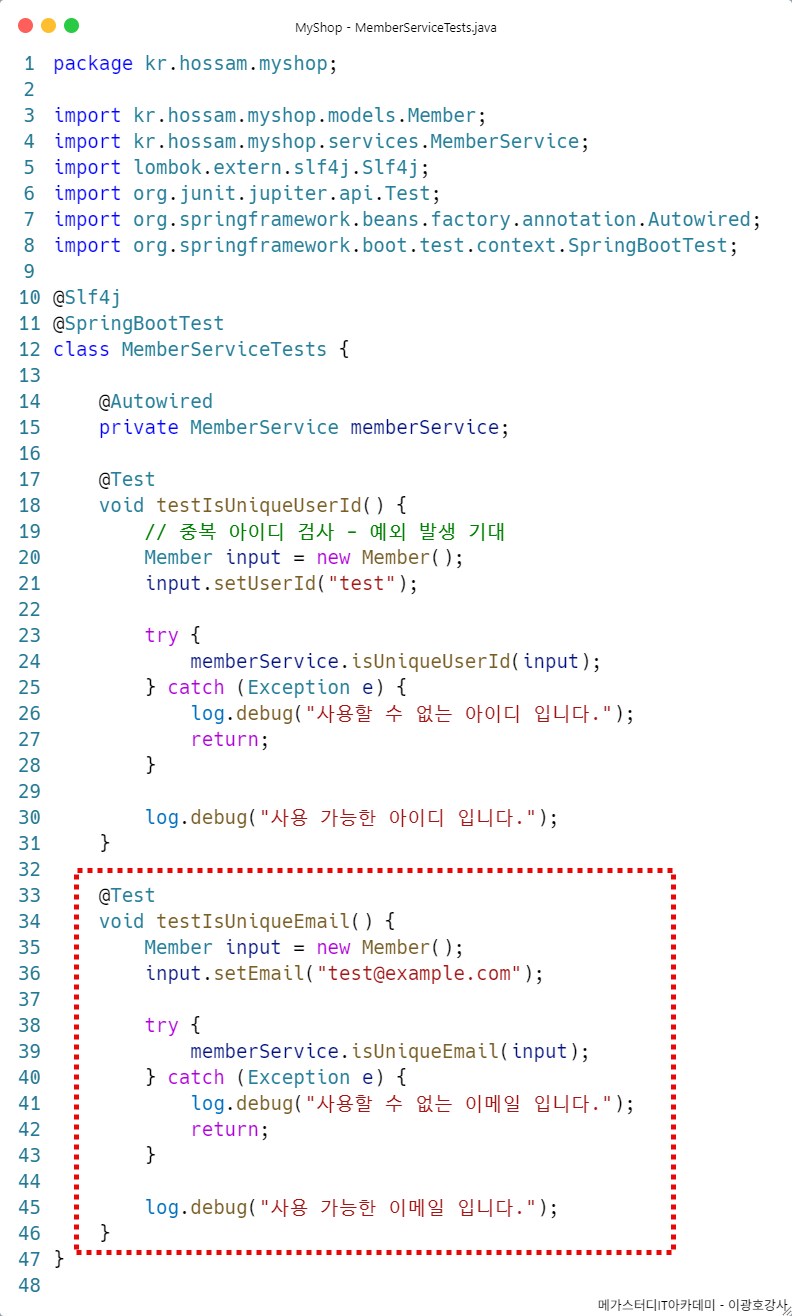 MyShop - MemberServiceTests.java
1 package kr.hossam.myshop;
2
3 import kr.hossam.myshop.models.Member;
4 import kr.hossam.myshop.services.MemberService;
5 import lombok.extern.slf4j.Slf4j;
6 import org.junit.jupiter.api.Test;
7 import org.springframework.beans.factory.annotation.Autowired;
8 import org.springframework.boot.test.context.SpringBootTest;
9
10 @Slf4j
11 @SpringBootTest
12 class MemberServiceTests {
13
14     @Autowired
15     private MemberService memberService;
16
17     @Test
18     void testIsUniqueUserId() {
19         // 중복 아이디 검사 - 예외 발생 기대
20         Member input = new Member();
21         input.setUserId("test");
22
23         try {
24             memberService.isUniqueUserId(input);
25         } catch (Exception e) {
26             log.debug("사용할 수 없는 아이디 입니다.");
27             return;
28         }
29
30         log.debug("사용 가능한 아이디 입니다.");
31     }
32
33     @Test
34     void testIsUniqueEmail() {
35         Member input = new Member();
36         input.setEmail("test@example.com");
37
38         try {
39             memberService.isUniqueEmail(input);
40         } catch (Exception e) {
41             log.debug("사용할 수 없는 이메일 입니다.");
42             return;
43         }
44
45         log.debug("사용 가능한 이메일 입니다.");
46     }
47 }
48
메가스터디IT아카데미 - 이광호강사